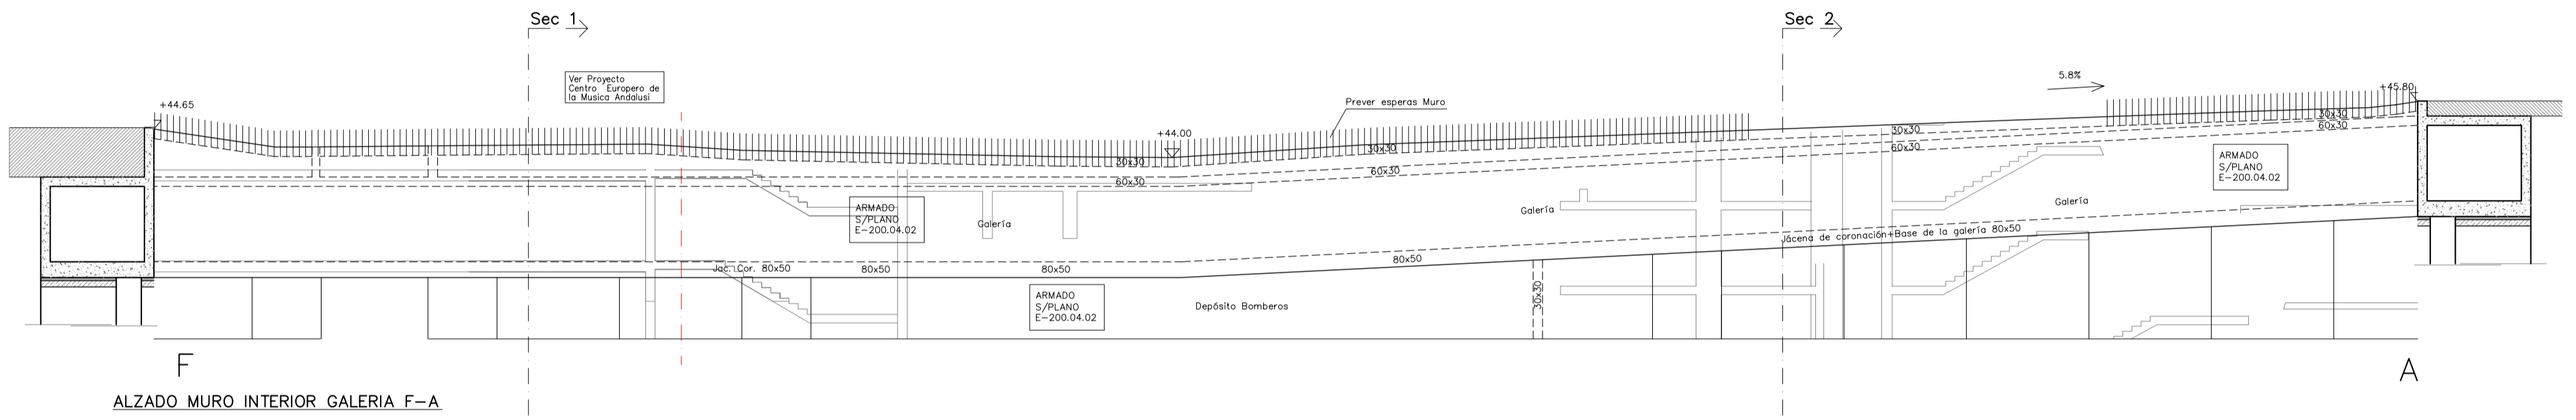 Sec 1
Sec 2
Ver Proyecto
Centro Europero de
la Musica Andalusi
5.8%
+45.80
+44.65
Prever esperas Muro
+44.00
30x30
60x30
30x30
60x30
30x30
60x30
30x30
60x30
ARMADO
S/PLANO
E-200.04.02
ARMADO
S/PLANO
E-200.04.02
Galería
Galería
Galería
Jácena de coronación+Base de la galería 80x50
Jac. Cor. 80x50
80x50
80x50
80x50
ARMADO
S/PLANO
E-200.04.02
Depósito Bomberos
30x30
F
A
ALZADO MURO INTERIOR GALERIA F-A